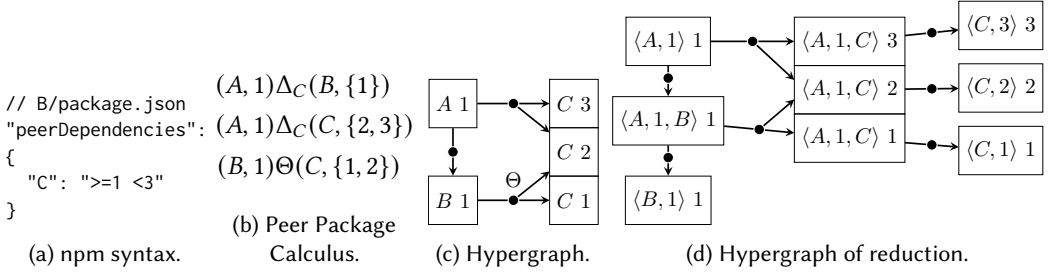 // B/package.json
"peerDependencies":
{
"C": ">=1 <3"
}
(a) npm syntax.
(A, 1)Δ_C(B, {1})
(A, 1)Δ_C(C, {2, 3})
(B, 1)Θ(C, {1, 2})
(b) Peer Package
Calculus.
A 1
C 3
C 2
B 1
Θ
C 1
(c) Hypergraph.
⟨A, 1⟩ 1
⟨A, 1, C⟩ 3
⟨C, 3⟩ 3
⟨A, 1, C⟩ 2
⟨C, 2⟩ 2
⟨A, 1, B⟩ 1
⟨A, 1, C⟩ 1
⟨C, 1⟩ 1
⟨B, 1⟩ 1
(d) Hypergraph of reduction.